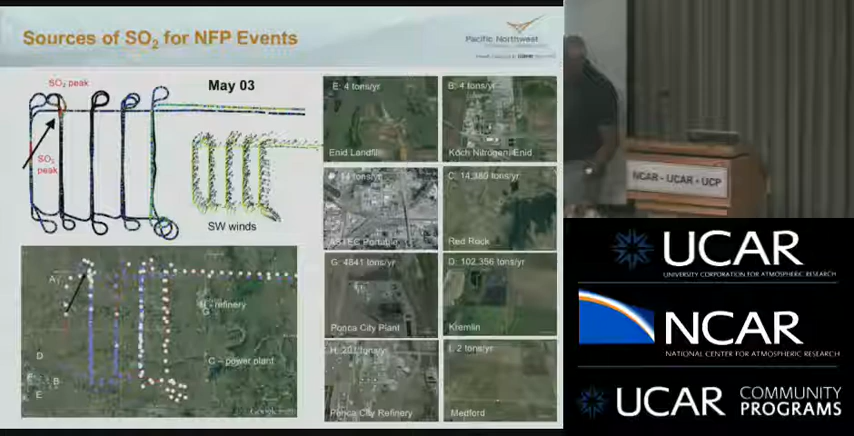 Sources of SO₂ for NFP Events
Pacific Northwest
May 03
SO₂ peak
SO₂
peak
SW winds
E: 4 tons/yr
Enid Landfill
B: 4 tons/yr
Koch Nitrogen, Enid
14 tons/yr
ASTEC Portable
C: 14,389 tons/yr
Red Rock
G: 4841 tons/yr
Ponca City Plant
D: 102,356 tons/yr
Kremlin
tons/yr
Ponca City Refinery
I: 2 tons/yr
Medford
A
refinery
G
C – power plant
D
B
E
NCAR - UCAR - UCP
UCAR
UNIVERSITY CORPORATION FOR ATMOSPHERIC RESEARCH
NCAR
NATIONAL CENTER FOR ATMOSPHERIC RESEARCH
UCAR COMMUNITY
PROGRAMS